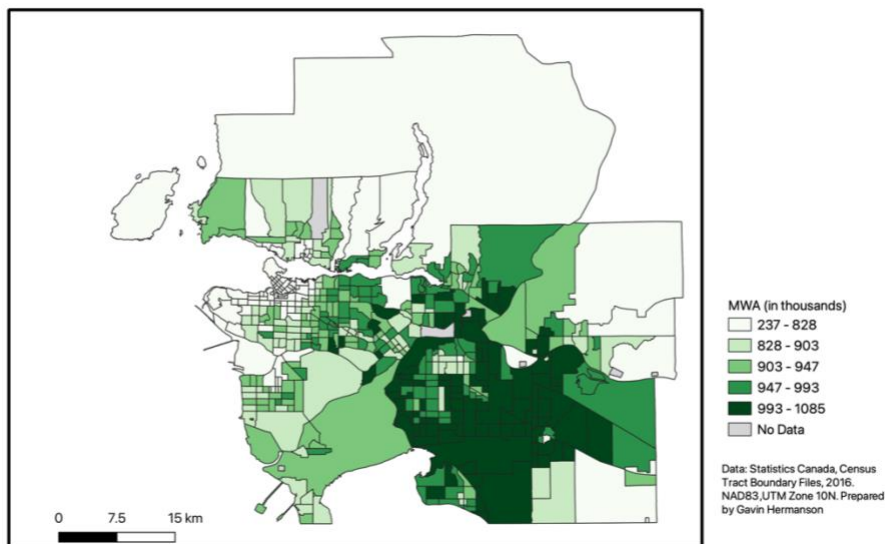 MWA (in thousands)
237 - 828
828 - 903
903 - 947
947 - 993
993 - 1085
No Data
Data: Statistics Canada, Census
Tract Boundary Files, 2016.
NAD83,UTM Zone 10N. Prepared
by Gavin Hermanson
0 7.5 15 km